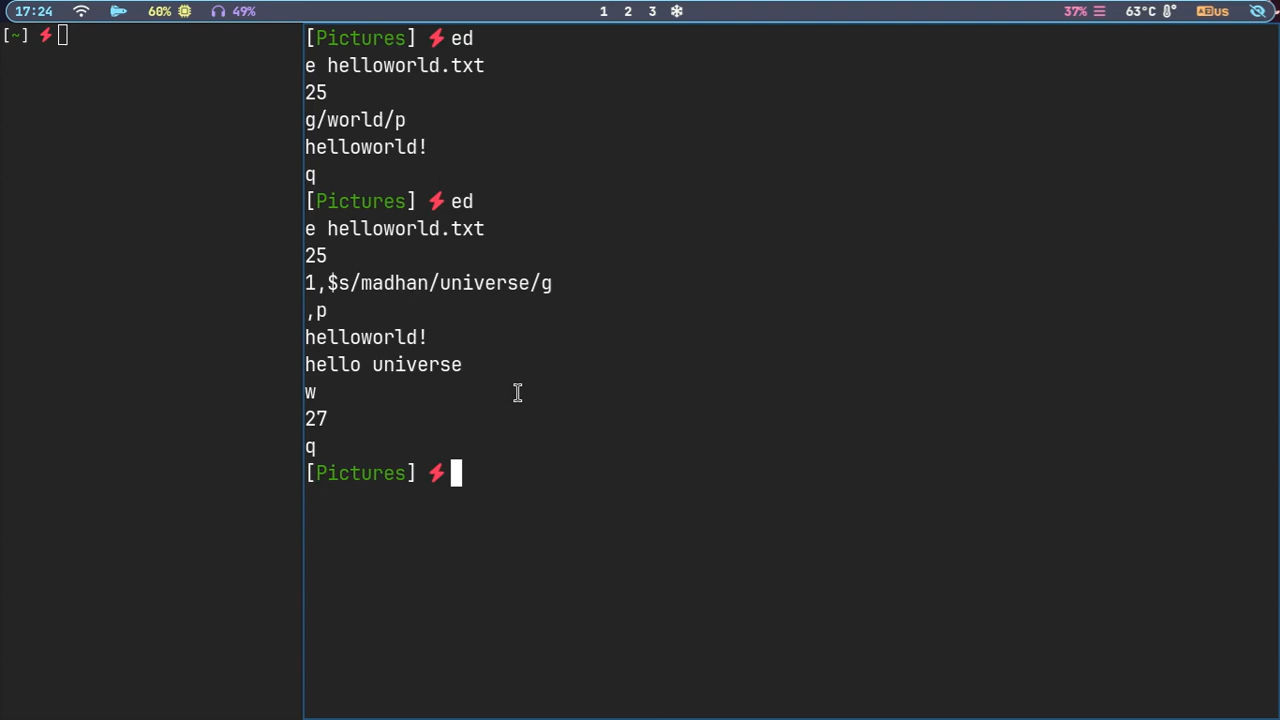 17:24 60% 49% 1 2 3 37% 63°C US
[~]
[Pictures] ed
e helloworld.txt
25
g/world/p
helloworld!
q
[Pictures] ed
e helloworld.txt
25
1,$s/madhan/universe/g
,p
helloworld!
hello universe
w
27
q
[Pictures]